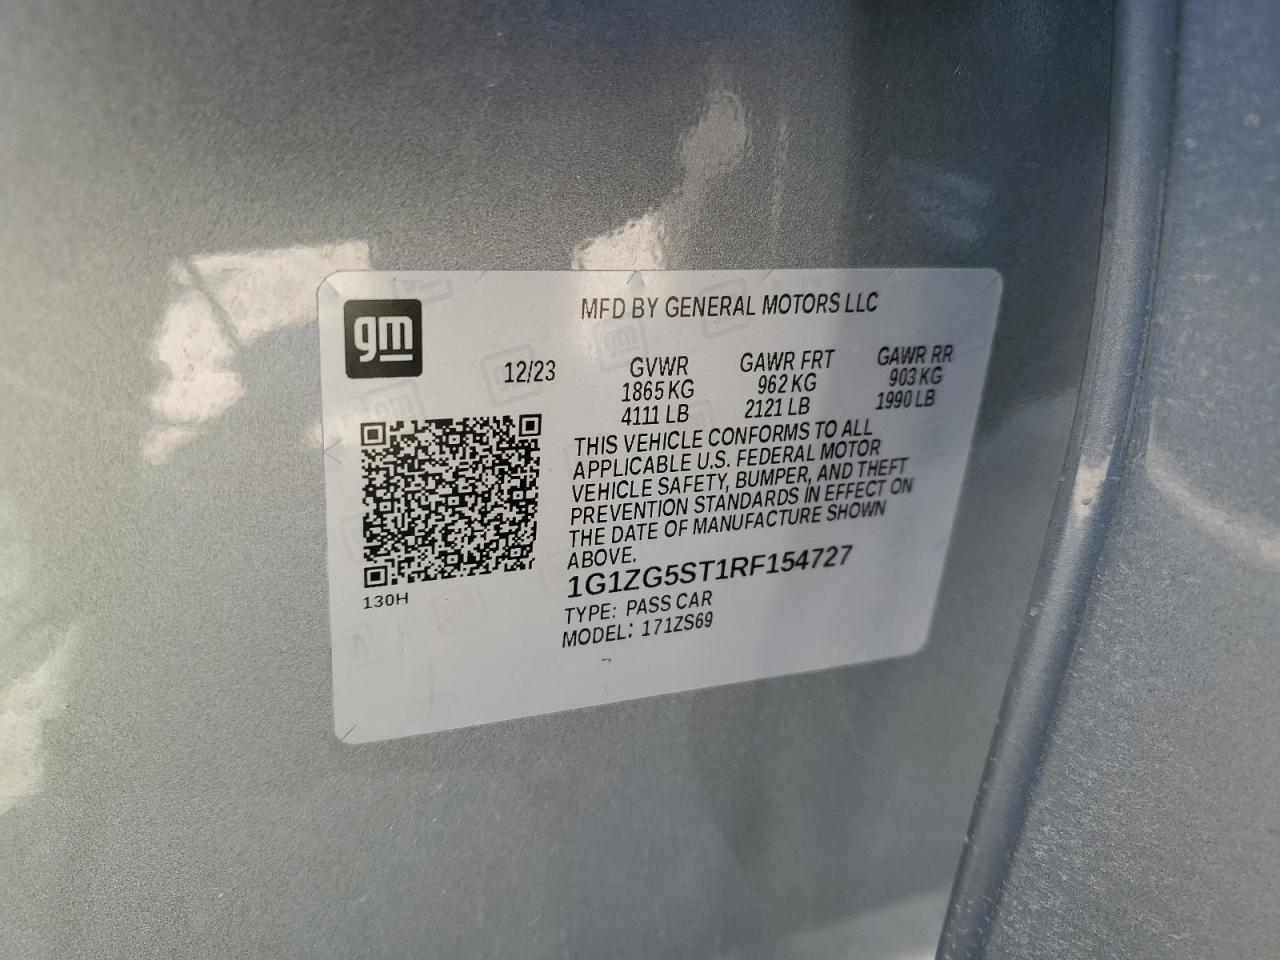 gm
MFD BY GENERAL MOTORS LLC
12/23 GVWR GAWR FRT GAWR RR
1865 KG 962 KG 903 KG
4111 LB 2121 LB 1990 LB
THIS VEHICLE CONFORMS TO ALL
APPLICABLE U.S. FEDERAL MOTOR
VEHICLE SAFETY, BUMPER, AND THEFT
PREVENTION STANDARDS IN EFFECT ON
THE DATE OF MANUFACTURE SHOWN
ABOVE.
1G1ZG5ST1RF154727
TYPE: PASS CAR
MODEL: 171ZS69
130H